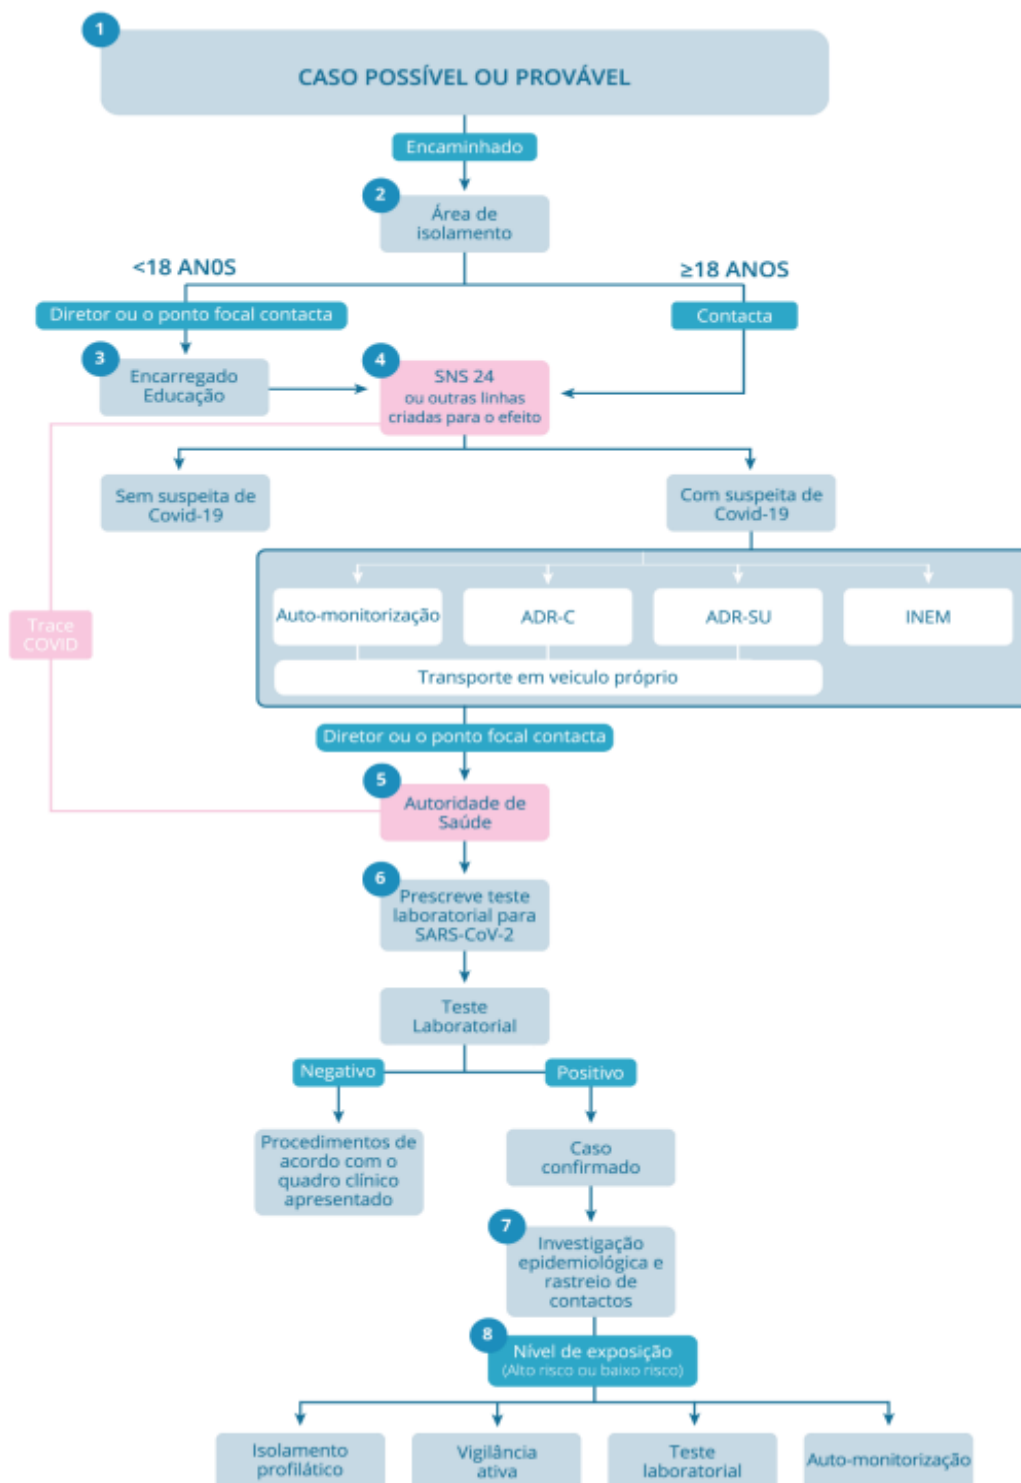 1
CASO POSSÍVEL OU PROVÁVEL
Encaminhado
2
Área de
isolamento
<18 AN0S
≥18 ANOS
Diretor ou o ponto focal contacta
Contacta
3
Encarregado
Educação
4
SNS 24
ou outras linhas
criadas para o efeito
Sem suspeita de
Covid-19
Com suspeita de
Covid-19
Trace
COVID
Auto-monitorização
ADR-C
ADR-SU
INEM
Transporte em veiculo próprio
Diretor ou o ponto focal contacta
5
Autoridade de
Saúde
6
Prescreve teste
laboratorial para
SARS-CoV-2
Teste
Laboratorial
Negativo
Positivo
Procedimentos de
acordo com o
quadro clínico
apresentado
Caso
confirmado
7
Investigação
epidemiológica e
rastreio de
contactos
8
Nível de exposição
(Alto risco ou baixo risco)
Isolamento
profilático
Vigilância
ativa
Teste
laboratorial
Auto-monitorização